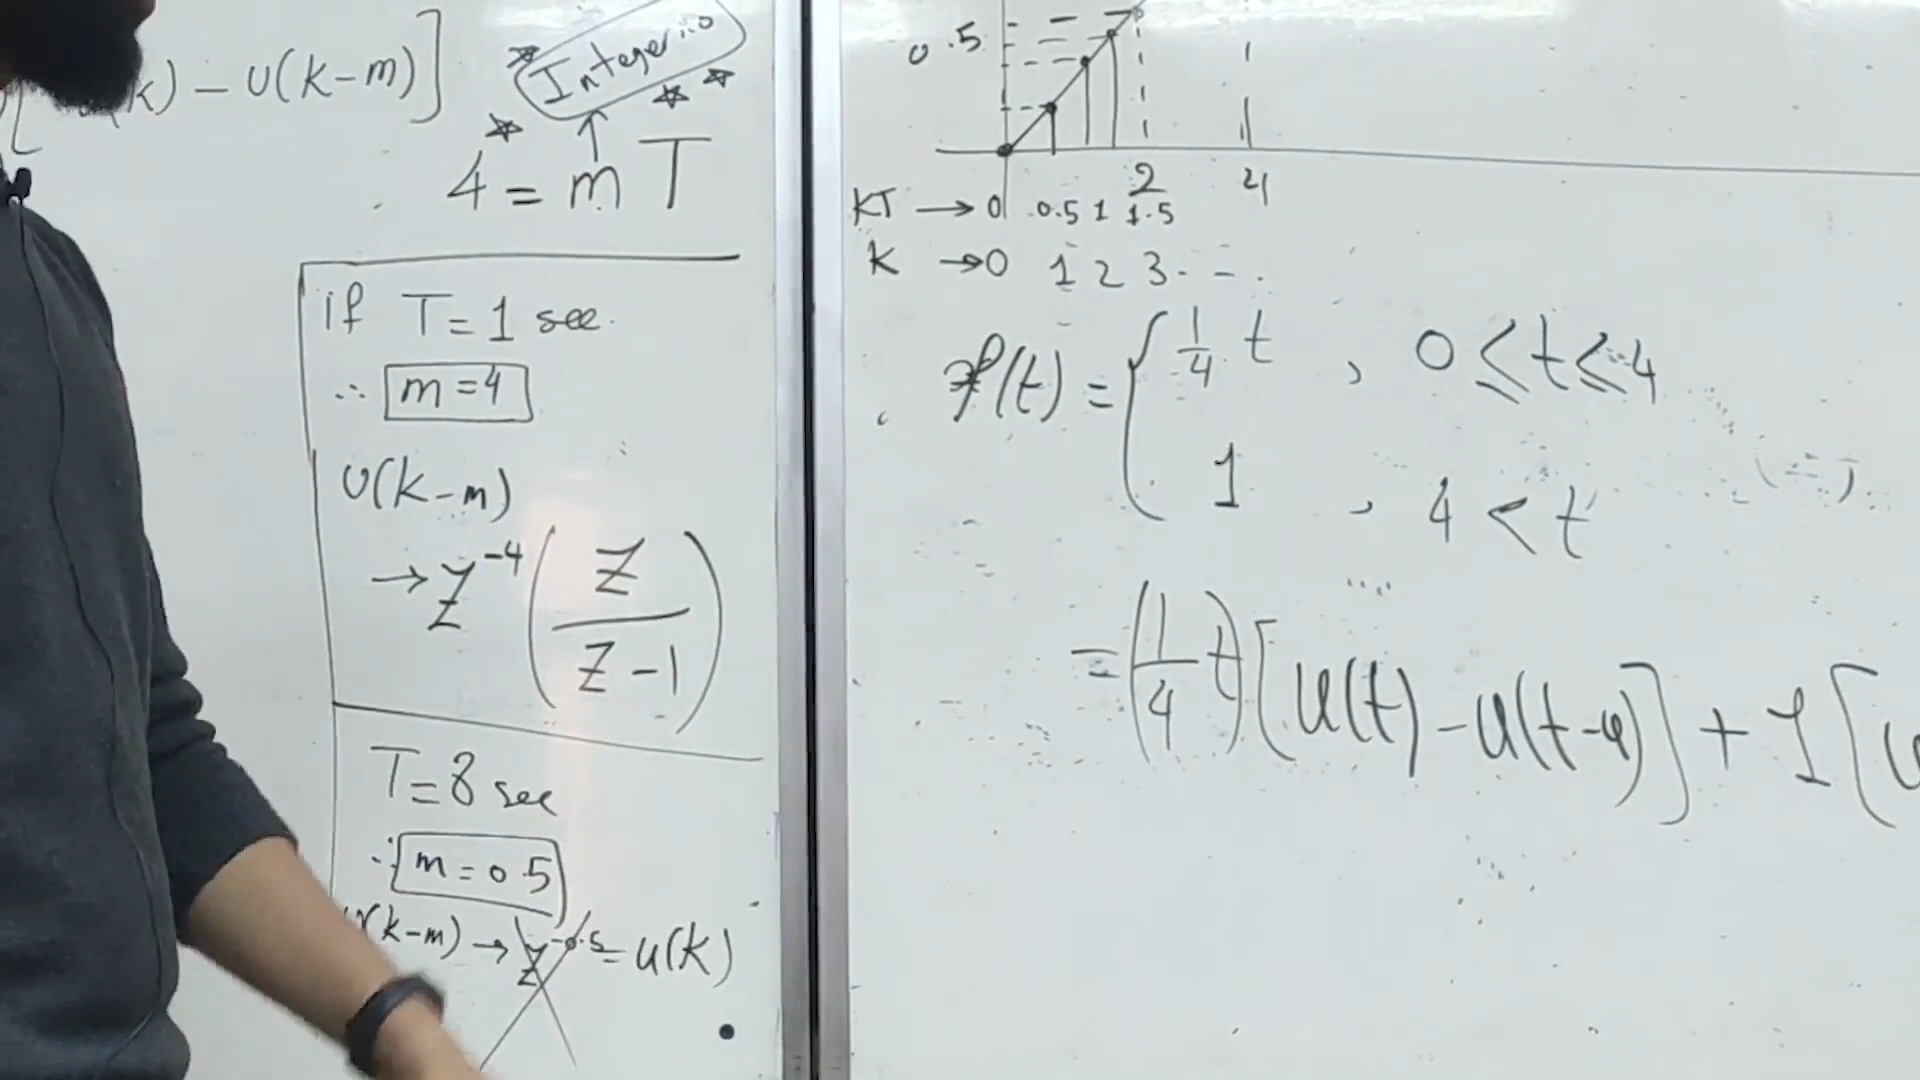 (k) - U(k-m)]
Integer no
4 = m T
if T = 1 sec.
∴ m = 4
U(k-m)
→ Z⁻⁴ ( Z / Z - 1 )
T = 8 sec
∴ m = 0.5
(k-m) → Z^-0.5 = u(k)
0.5
2 4
KT → 0 0.5 1 1.5
K → 0 1 2 3 - - .
f(t) = { 1/4 t , 0 ≤ t ≤ 4
1 , 4 < t
= (1/4 t) [u(t) - u(t-4)] + 1 [u